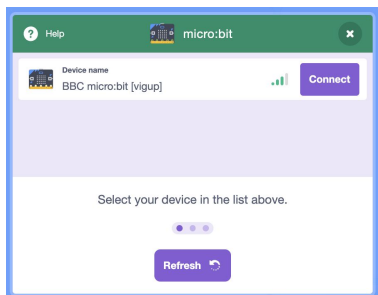 Help
micro:bit
Device name
BBC micro:bit [vigup]
Connect
Select your device in the list above.
Refresh